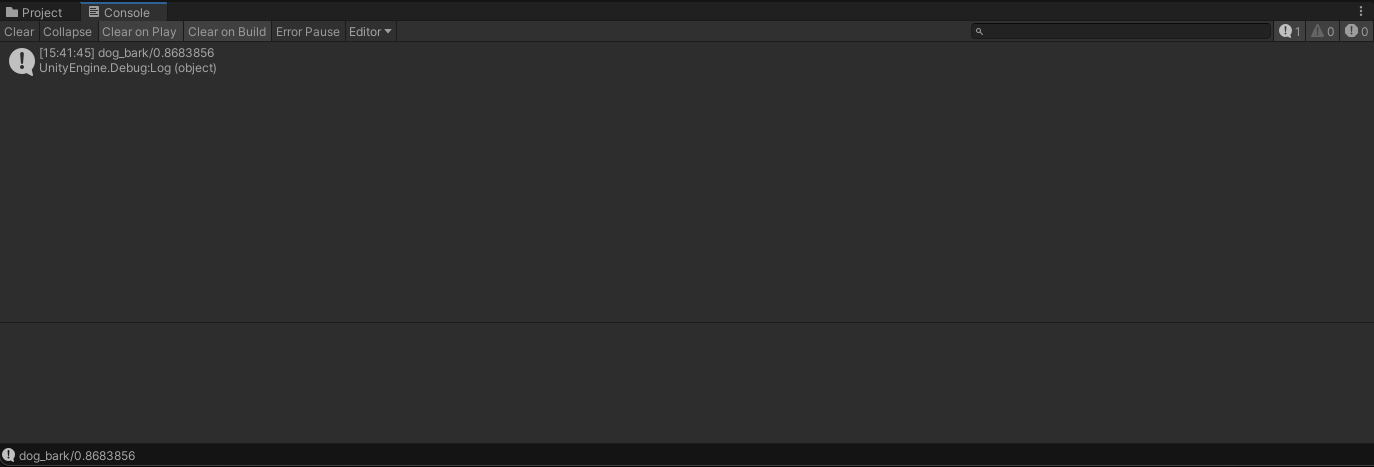 Project
Console
Clear
Collapse
Clear on Play
Clear on Build
Error Pause
Editor
1
0
0
[15:41:45] dog_bark/0.8683856
UnityEngine.Debug:Log (object)
dog_bark/0.8683856